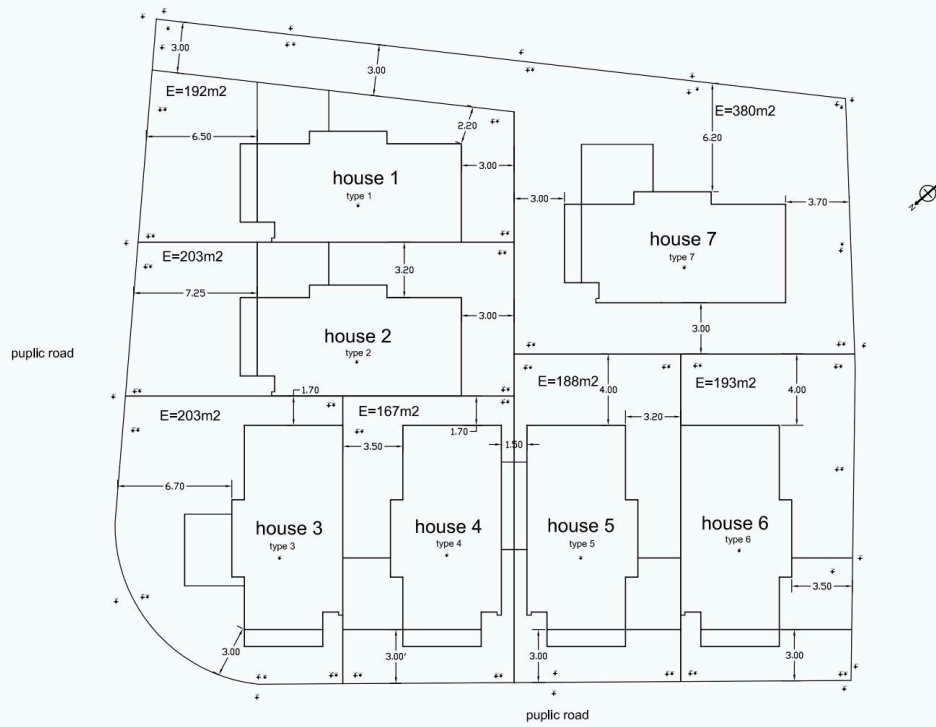 3.00
3.00
E=192m2
E=380m2
2.20
6.20
6.50
3.00
house 1
type 1
3.00
3.70
house 7
type 7
E=203m2
3.20
7.25
3.00
3.00
house 2
type 2
puplic road
1.70
E=188m2
4.00
E=193m2
4.00
E=203m2
E=167m2
3.20
1.70
3.50
1.50
6.70
house 3
type 3
house 4
type 4
house 5
type 5
house 6
type 6
3.50
3.00
3.00'
3.00
3.00
puplic road
N